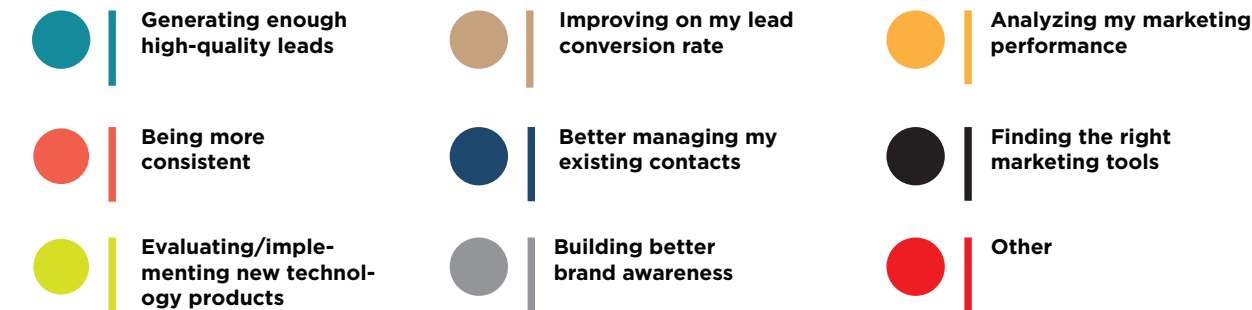 Generating enough
high-quality leads
Improving on my lead
conversion rate
Analyzing my marketing
performance
Being more
consistent
Better managing my
existing contacts
Finding the right
marketing tools
Evaluating/imple-
menting new technol-
ogy products
Building better
brand awareness
Other